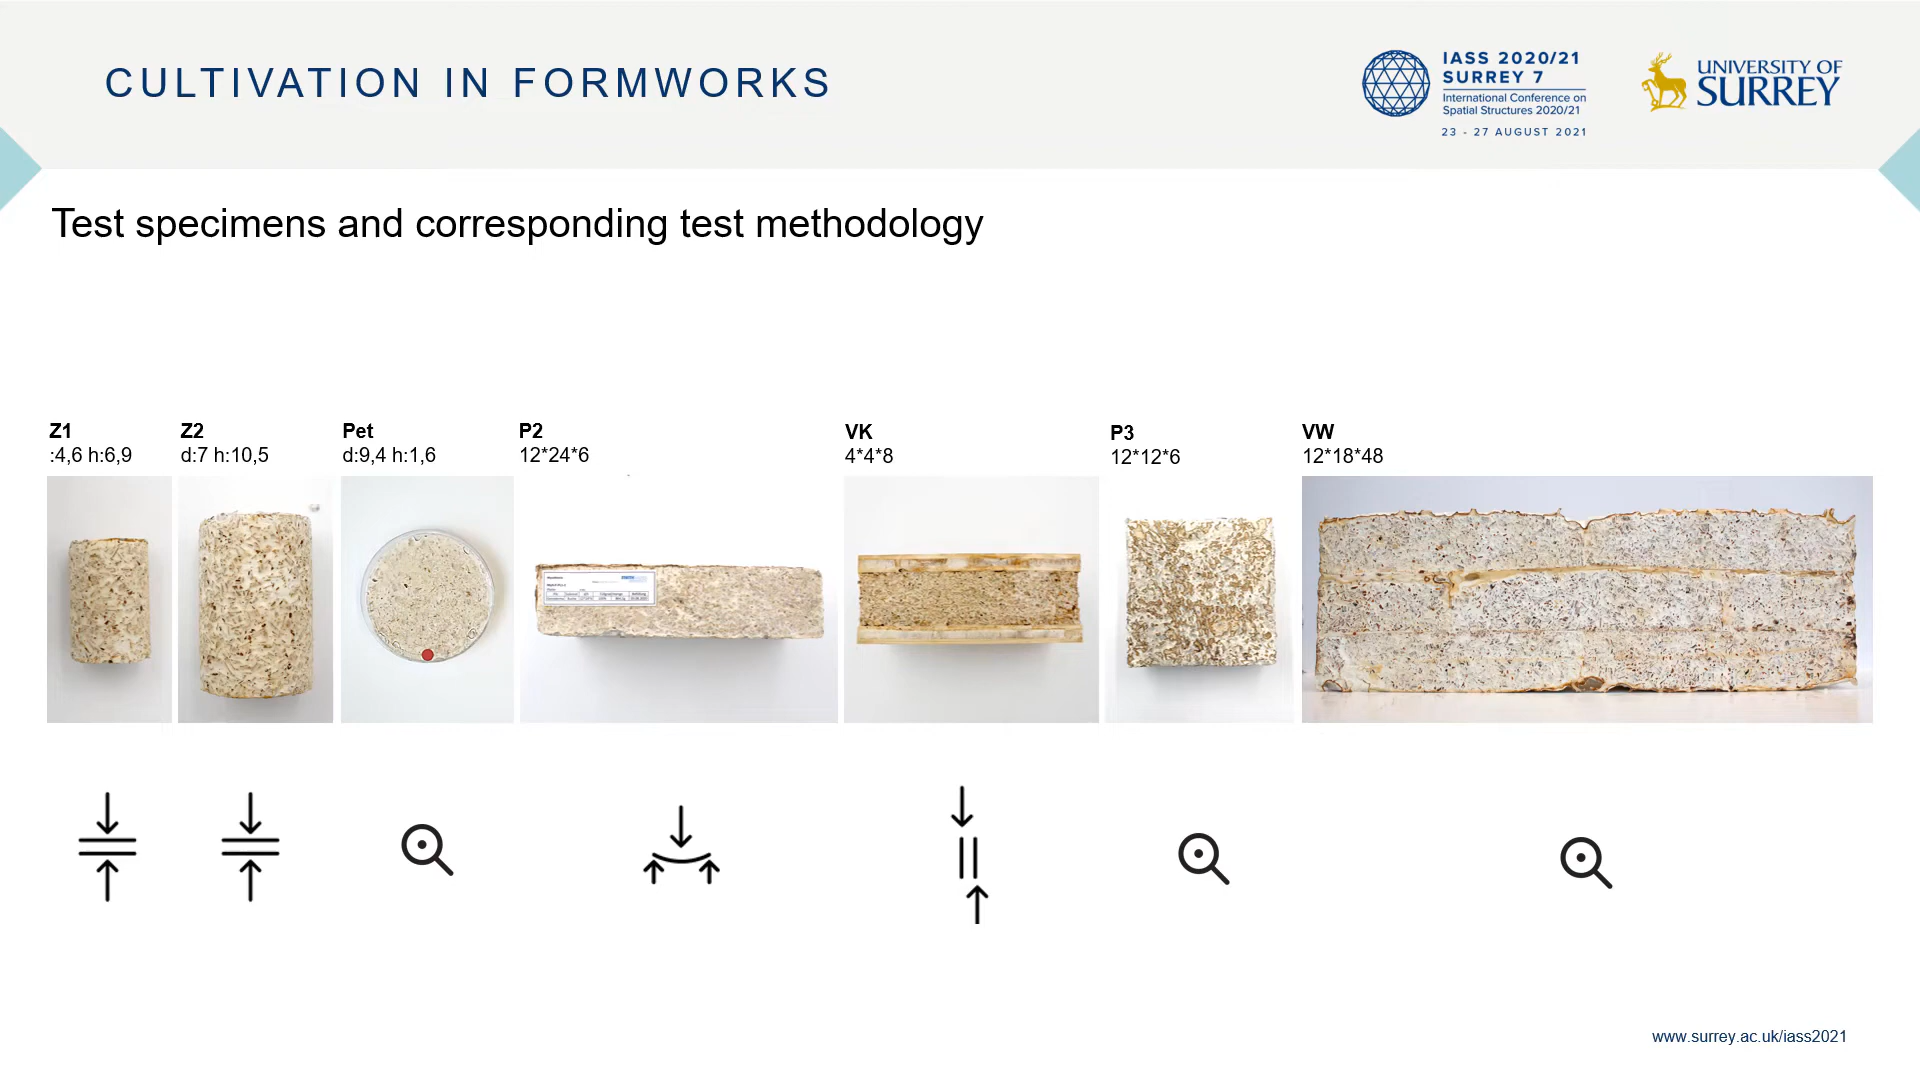 CULTIVATION IN FORMWORKS
IASS 2020/21
SURREY 7
International Conference on
Spatial Structures 2020/21
23 - 27 AUGUST 2021
UNIVERSITY OF
SURREY
Test specimens and corresponding test methodology
Z1
:4,6 h:6,9
Z2
d:7 h:10,5
Pet
d:9,4 h:1,6
P2
12*24*6
VK
4*4*8
P3
12*12*6
VW
12*18*48
www.surrey.ac.uk/iass2021